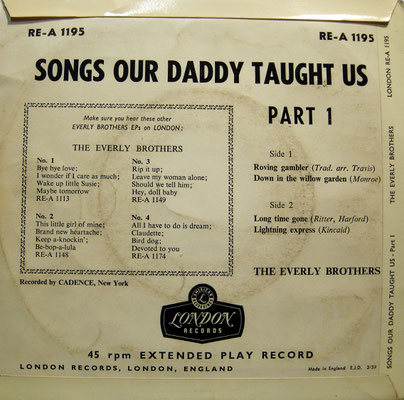 RE-A 1195
RE-A 1195
SONGS OUR DADDY TAUGHT US
PART 1
Make sure you hear these other
EVERLY BROTHERS EPs on LONDON;
THE EVERLY BROTHERS
No. 1
Bye bye love;
I wonder if I care as much;
Wake up little Susie;
Maybe tomorrow
RE-A 1113
No. 2
This little girl of mine;
Brand new heartache;
Keep a-knockin';
Be-bop-a-lula
RE-A 1148
No. 3
Rip it up;
Leave my woman alone;
Should we tell him;
Hey, doll baby
RE-A 1149
No. 4
All I have to do is dream;
Claudette;
Bird dog;
Devoted to you
RE-A 1174
Side 1
Roving gambler (Trad. arr. Travis)
Down in the willow garden (Monroe)
Side 2
Long time gone (Ritter, Harford)
Lightning express (Kincaid)
THE EVERLY BROTHERS
Recorded by CADENCE, New York
LONDON
RECORDS
45 rpm EXTENDED PLAY RECORD
LONDON RECORDS, LONDON, ENGLAND
Made in England E.J.D. 3/59
SONGS OUR DADDY TAUGHT US - Part 1 THE EVERLY BROTHERS LONDON RE-A 1195